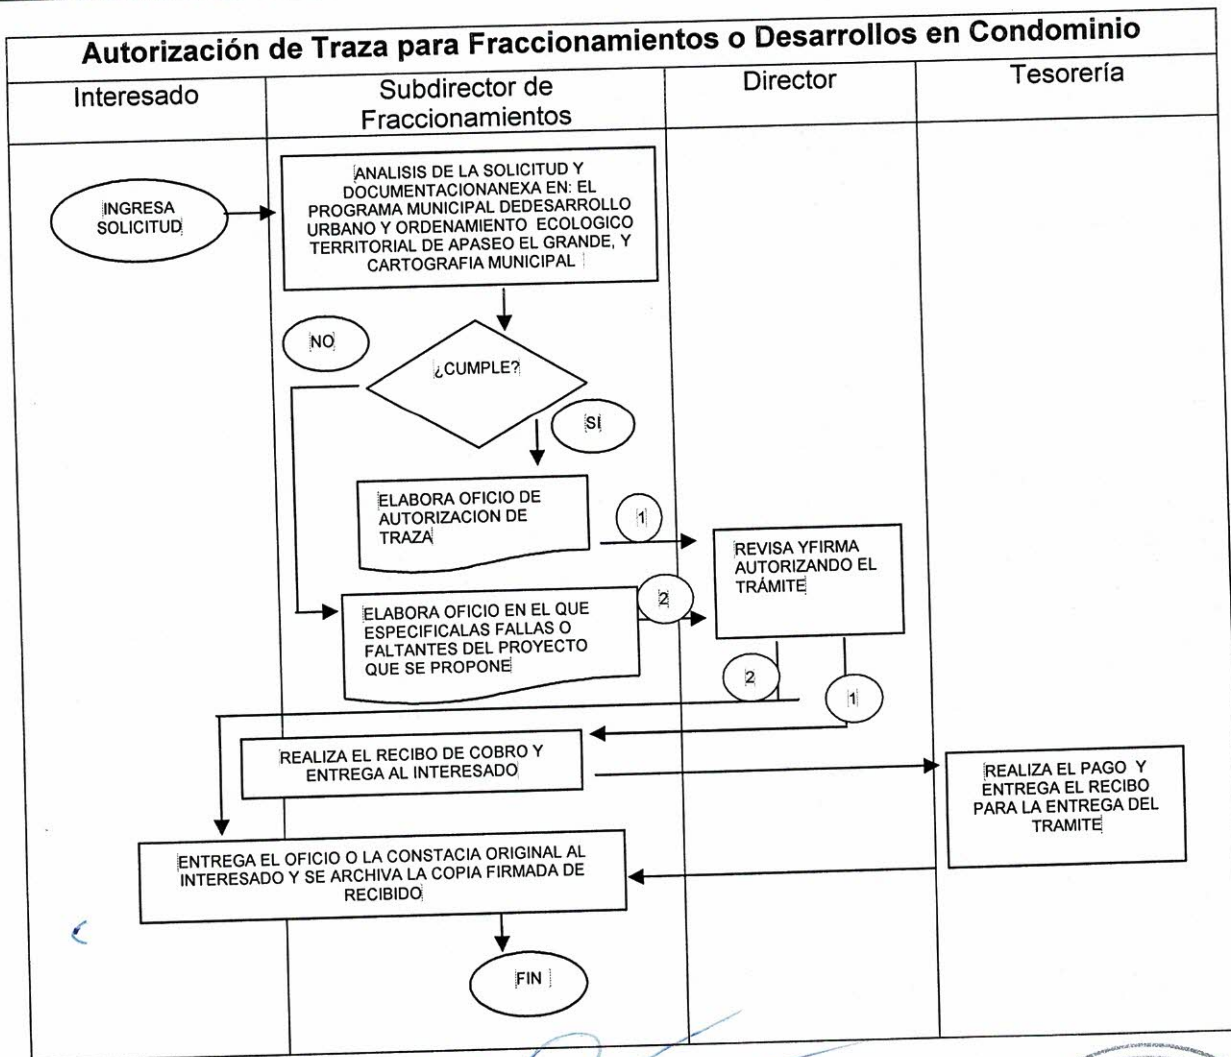 Autorización de Traza para Fraccionamientos o Desarrollos en Condominio
Interesado
Subdirector de
Fraccionamientos
Director
Tesorería
INGRESA
SOLICITUD
ANALISIS DE LA SOLICITUD Y
DOCUMENTACIONANEXA EN: EL
PROGRAMA MUNICIPAL DEDESARROLLO
URBANO Y ORDENAMIENTO ECOLOGICO
TERRITORIAL DE APASEO EL GRANDE, Y
CARTOGRAFIA MUNICIPAL
NO
¿CUMPLE?
SI
ELABORA OFICIO DE
AUTORIZACION DE
TRAZA
1
REVISA YFIRMA
AUTORIZANDO EL
TRÁMITE
ELABORA OFICIO EN EL QUE
ESPECIFICALAS FALLAS O
FALTANTES DEL PROYECTO
QUE SE PROPONE
2
2
1
REALIZA EL RECIBO DE COBRO Y
ENTREGA AL INTERESADO
REALIZA EL PAGO Y
ENTREGA EL RECIBO
PARA LA ENTREGA DEL
TRAMITE
ENTREGA EL OFICIO O LA CONSTACIA ORIGINAL AL
INTERESADO Y SE ARCHIVA LA COPIA FIRMADA DE
RECIBIDO
FIN